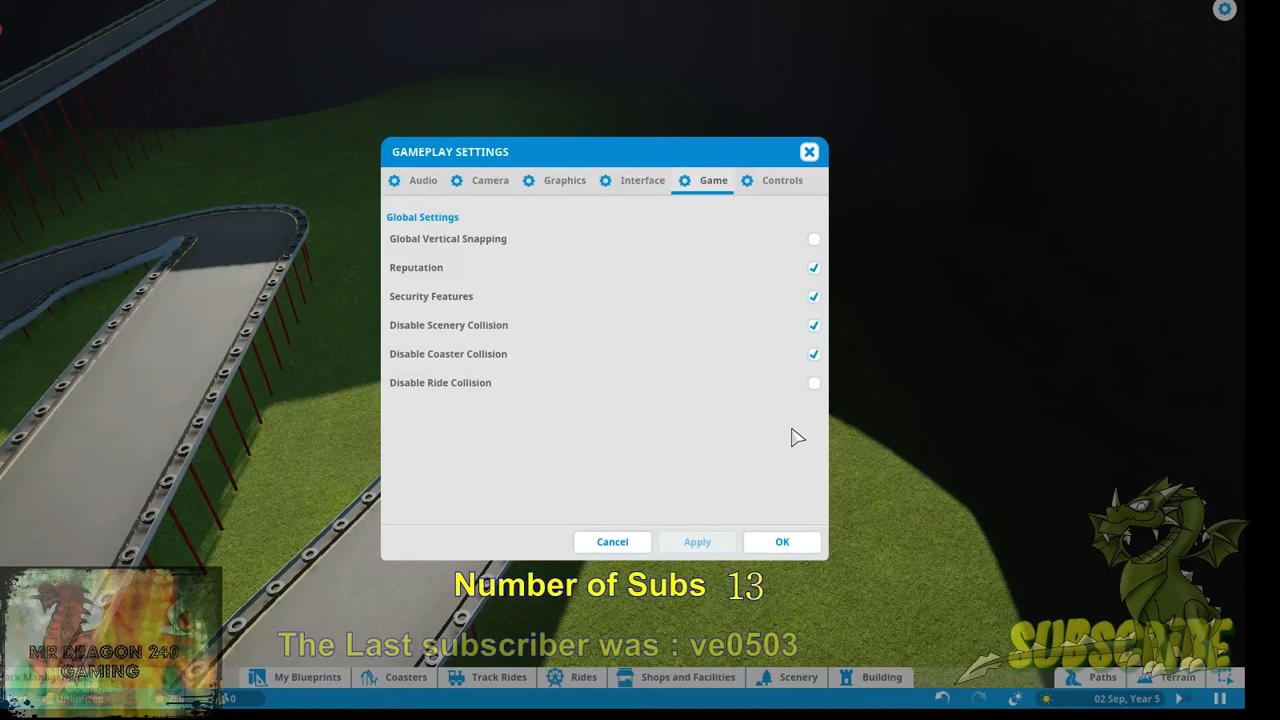 GAMEPLAY SETTINGS
Audio Camera Graphics Interface Game Controls
Global Settings
Global Vertical Snapping
Reputation
Security Features
Disable Scenery Collision
Disable Coaster Collision
Disable Ride Collision
Cancel Apply OK
Number of Subs 13
The Last subscriber was : ve0503
MR DRAGON 240
GAMING
SUBSCRIBE
My Blueprints Coasters Track Rides Rides Shops and Facilities Scenery Building Paths Terrain
Unlimited 0 02 Sep, Year 5